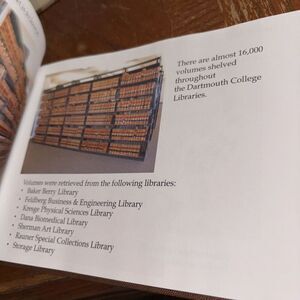 There are almost 16,000
volumes shelved
throughout
the Dartmouth College
Libraries.
Volumes were retrieved from the following libraries:
• Baker Berry Library
• Feldberg Business & Engineering Library
• Kresge Physical Sciences Library
• Dana Biomedical Library
• Sherman Art Library
• Rauner Special Collections Library
• Storage Library